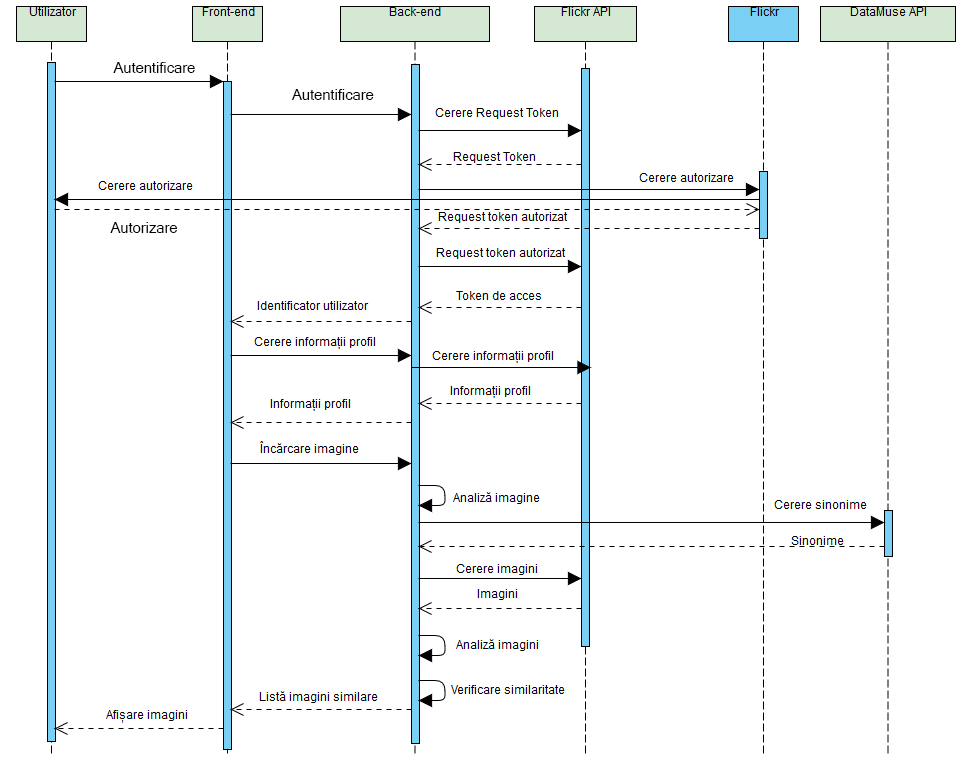 Utilizator
Front-end
Back-end
Flickr API
Flickr
DataMuse API
Autentificare
Autentificare
Cerere Request Token
Request Token
Cerere autorizare
Cerere autorizare
Request token autorizat
Autorizare
Request token autorizat
Token de acces
Identificator utilizator
Cerere informații profil
Cerere informații profil
Informații profil
Informații profil
Încărcare imagine
Analiză imagine
Cerere sinonime
Sinonime
Cerere imagini
Imagini
Analiză imagini
Verificare similaritate
Listă imagini similare
Afișare imagini